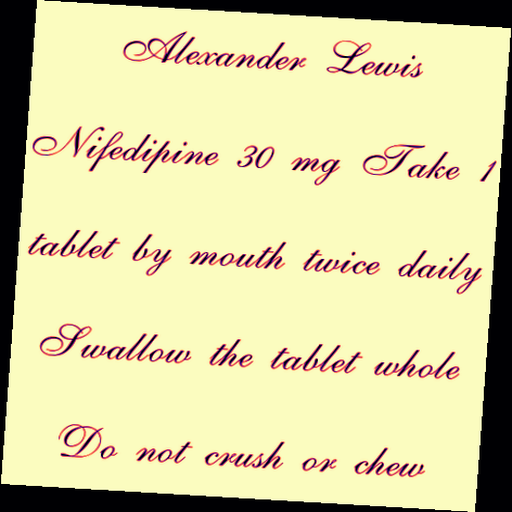 Alexander Lewis
Nifedipine 30 mg Take 1
tablet by mouth twice daily
Swallow the tablet whole
Do not crush or chew